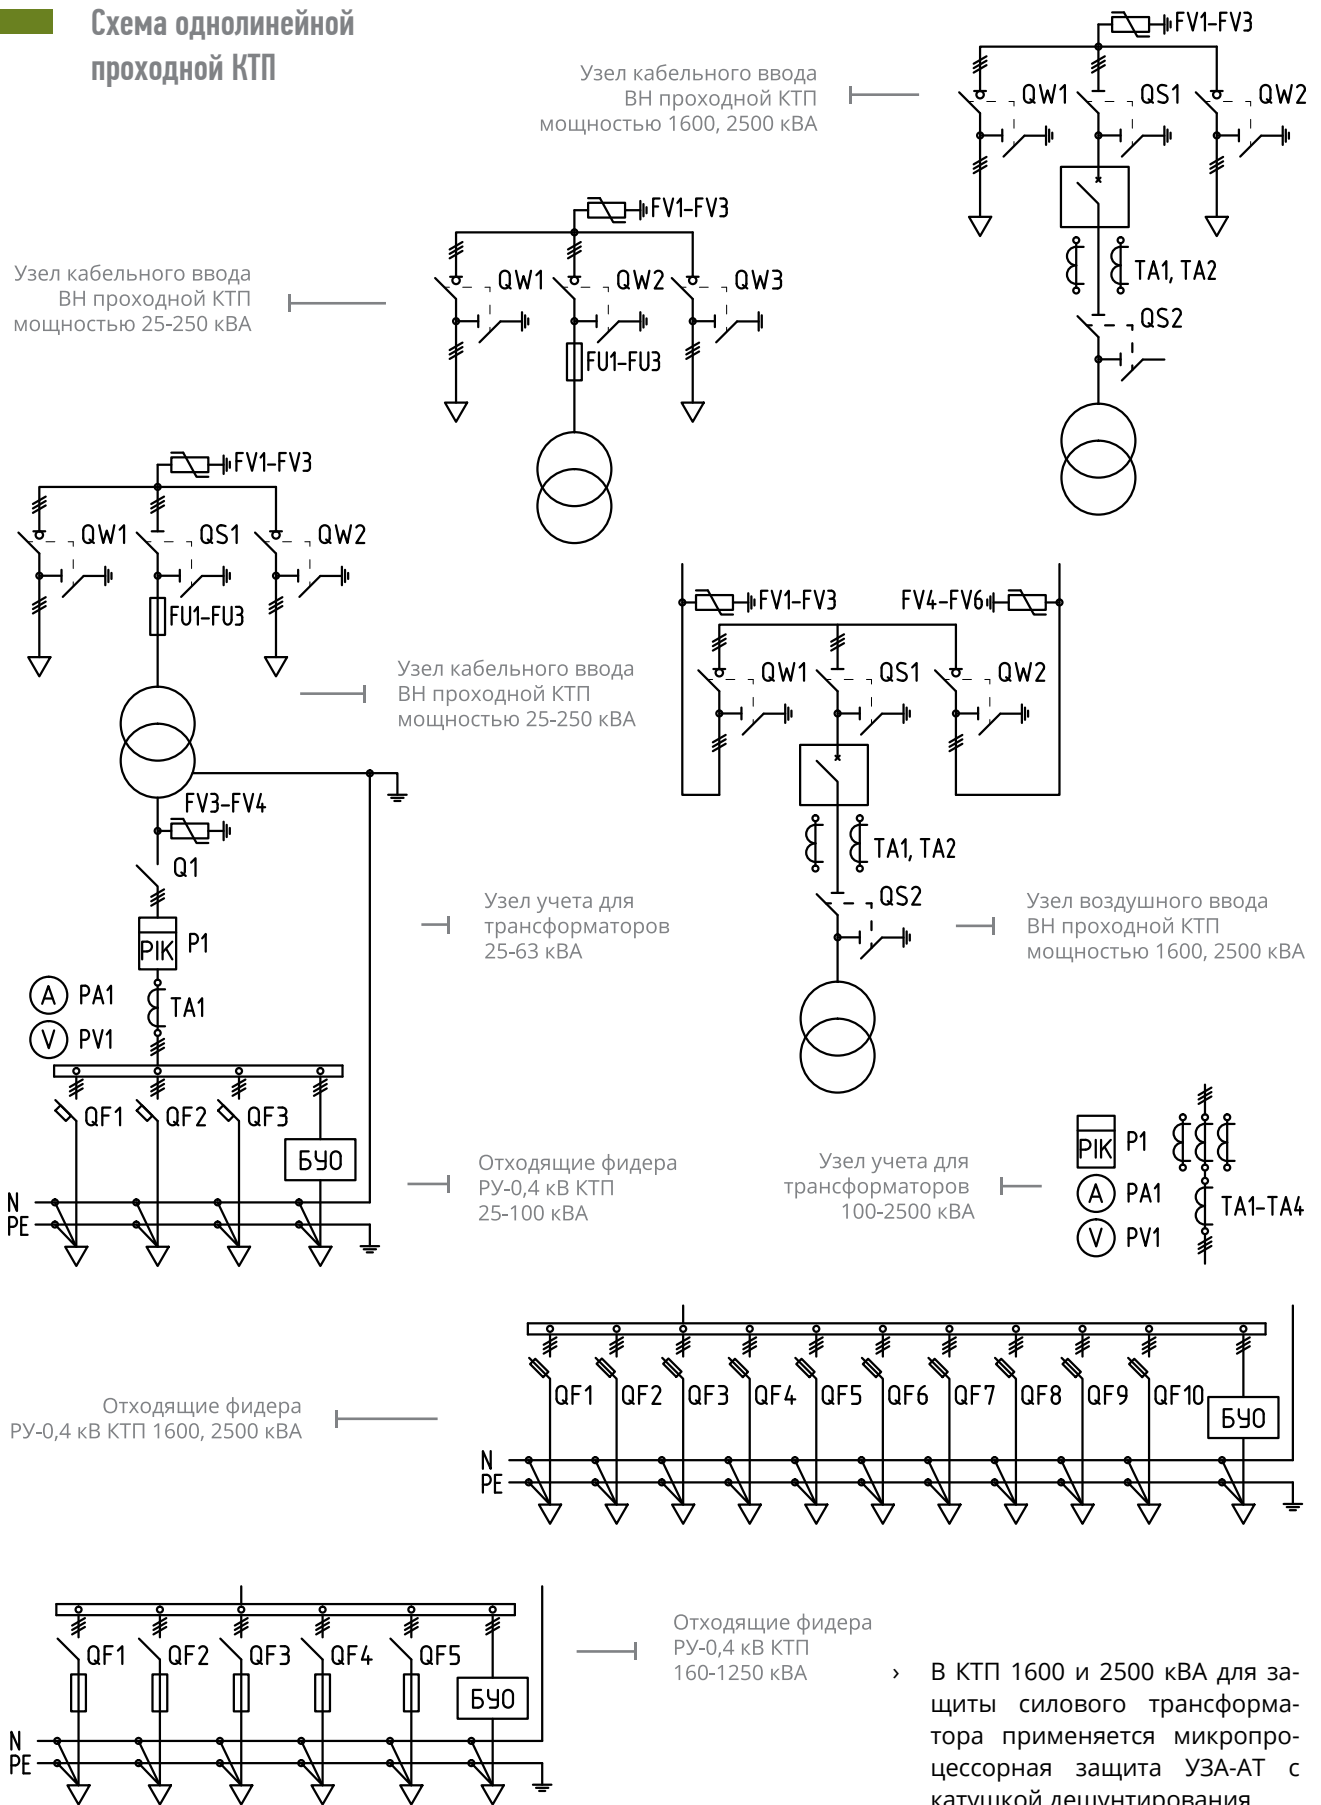 Схема однолинейной
проходной КТП
Узел кабельного ввода
ВН проходной КТП
мощностью 1600, 2500 кВА
FV1-FV3
QW1
QS1
QW2
TA1, TA2
QS2
Узел кабельного ввода
ВН проходной КТП
мощностью 25-250 кВА
FV1-FV3
QW1
QW2
QW3
FU1-FU3
FV1-FV3
QW1
QS1
QW2
FU1-FU3
Узел кабельного ввода
ВН проходной КТП
мощностью 25-250 кВА
FV3-FV4
Q1
PIK
P1
A
PA1
TA1
V
PV1
Узел учета для
трансформаторов
25-63 кВА
FV1-FV3
FV4-FV6
QW1
QS1
QW2
TA1, TA2
QS2
Узел воздушного ввода
ВН проходной КТП
мощностью 1600, 2500 кВА
QF1
QF2
QF3
БУО
N
PE
Отходящие фидера
РУ-0,4 кВ КТП
25-100 кВА
Узел учета для
трансформаторов
100-2500 кВА
PIK
P1
A
PA1
V
PV1
TA1-TA4
Отходящие фидера
РУ-0,4 кВ КТП 1600, 2500 кВА
QF1
QF2
QF3
QF4
QF5
QF6
QF7
QF8
QF9
QF10
БУО
N
PE
QF1
QF2
QF3
QF4
QF5
БУО
N
PE
Отходящие фидера
РУ-0,4 кВ КТП
160-1250 кВА
› В КТП 1600 и 2500 кВА для за-
щиты силового трансформа-
тора применяется микропро-
цессорная защита УЗА-АТ с
катушкой дешунтирования